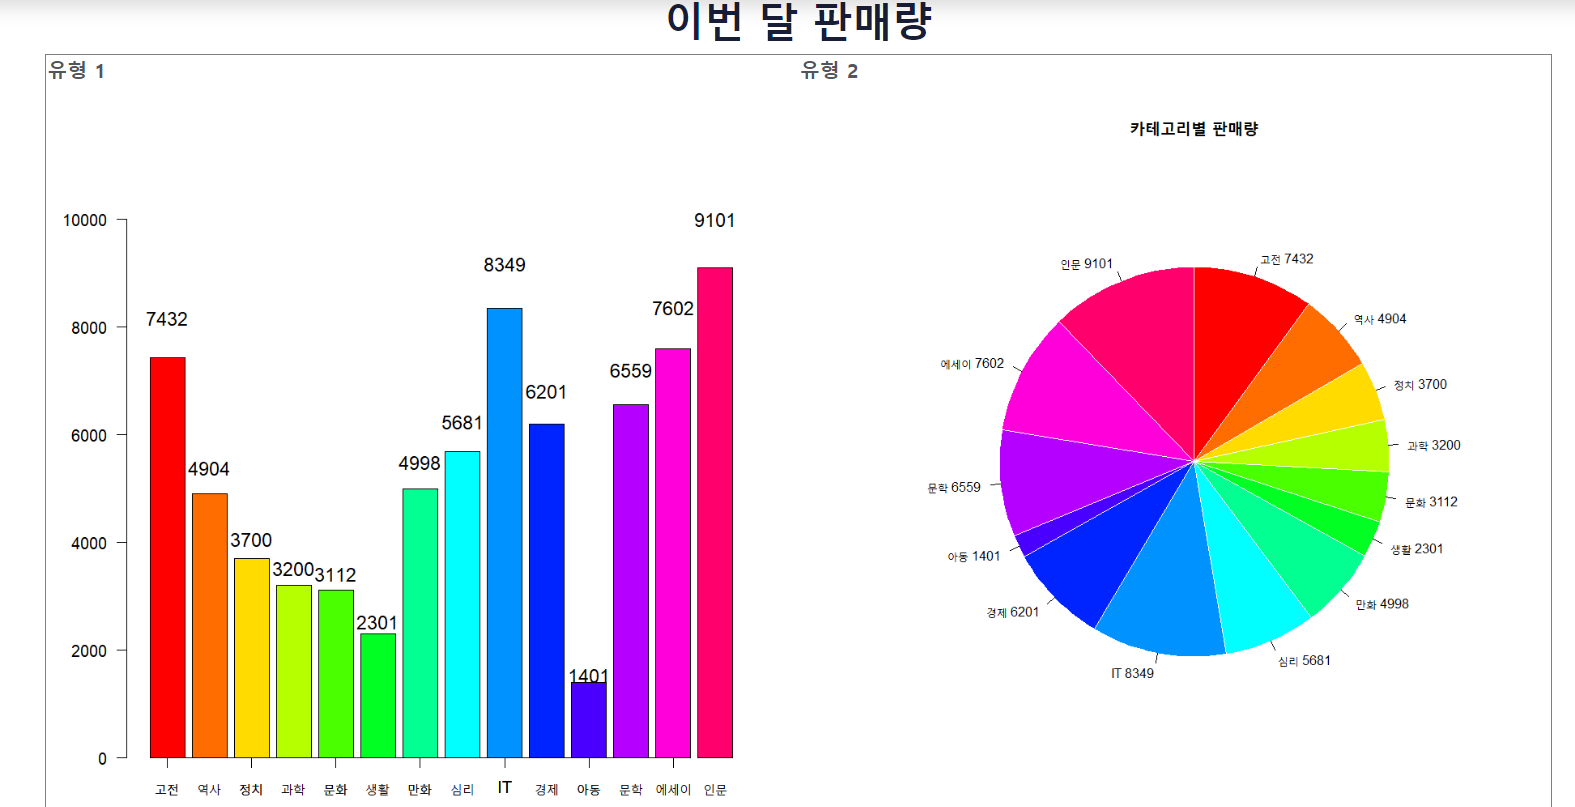 이번 달 판매량
유형 1
유형 2
10000
8000
6000
4000
2000
0
7432
4904
3700
3200
3112
2301
4998
5681
8349
6201
1401
6559
7602
9101
고전 역사 정치 과학 문화 생활 만화 심리 IT 경제 아동 문학 에세이 인문
카테고리별 판매량
고전 7432
역사 4904
정치 3700
과학 3200
문화 3112
생활 2301
만화 4998
심리 5681
IT 8349
경제 6201
아동 1401
문학 6559
에세이 7602
인문 9101